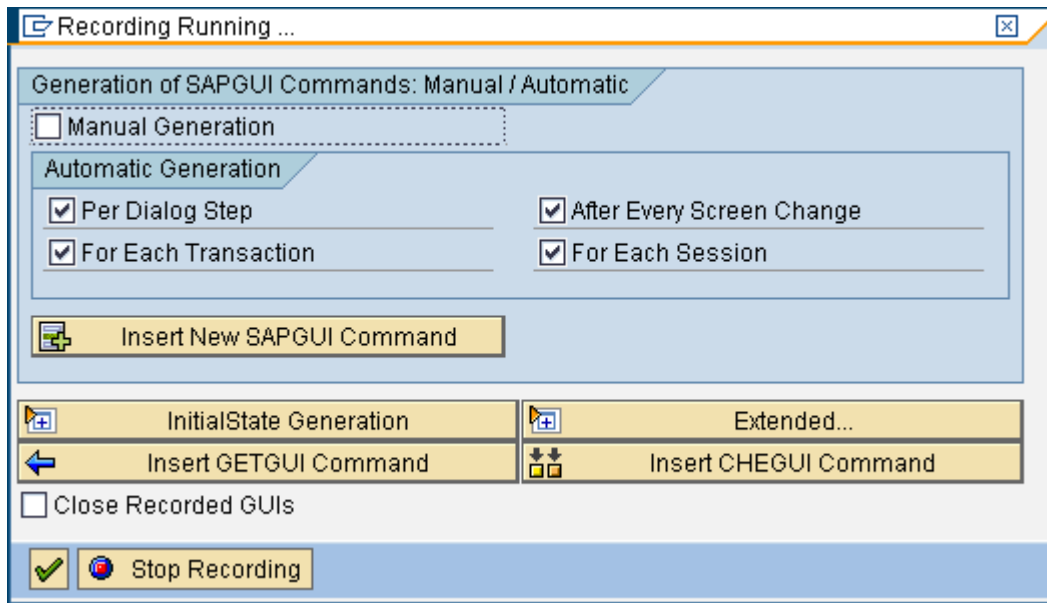 Recording Running ...
Generation of SAPGUI Commands: Manual / Automatic
Manual Generation
Automatic Generation
Per Dialog Step
After Every Screen Change
For Each Transaction
For Each Session
Insert New SAPGUI Command
InitialState Generation
Extended...
Insert GETGUI Command
Insert CHEGUI Command
Close Recorded GUIs
Stop Recording